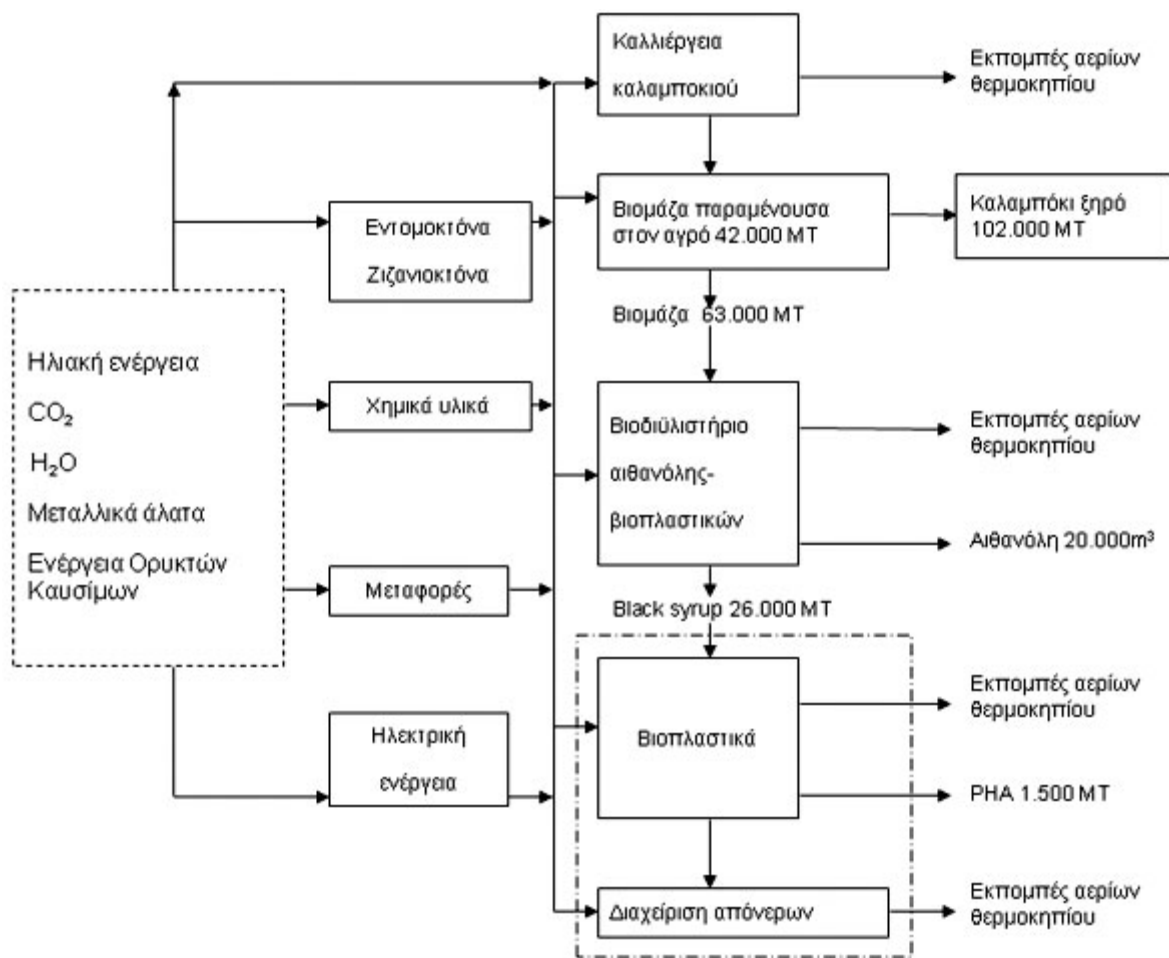 Καλλιέργεια
καλαμποκιού
Εκπομπές αερίων
θερμοκηπίου
Εντομοκτόνα
Ζιζανιοκτόνα
Βιομάζα παραμένουσα
στον αγρό 42.000 MT
Καλαμπόκι ξηρό
102.000 MT
Βιομάζα 63.000 MT
Ηλιακή ενέργεια
CO₂
H₂O
Μεταλλικά άλατα
Ενέργεια Ορυκτών
Καυσίμων
Χημικά υλικά
Μεταφορές
Ηλεκτρική
ενέργεια
Βιοδιϋλιστήριο
αιθανόλης-
βιοπλαστικών
Εκπομπές αερίων
θερμοκηπίου
Αιθανόλη 20.000m³
Black syrup 26.000 MT
Βιοπλαστικά
Εκπομπές αερίων
θερμοκηπίου
PHA 1.500 MT
Διαχείριση απόνερων
Εκπομπές αερίων
θερμοκηπίου